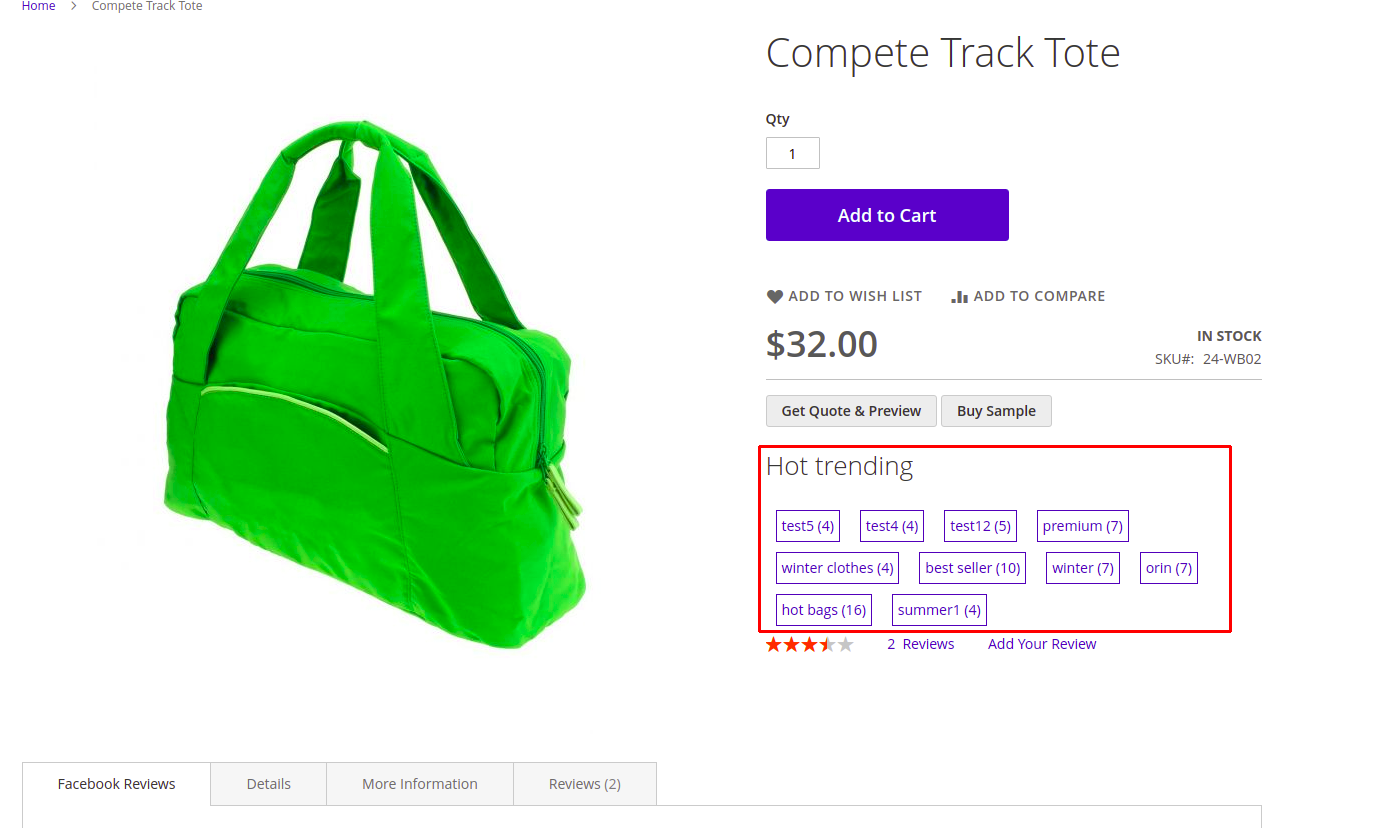 Home > Compete Track Tote
Compete Track Tote
Qty
1
Add to Cart
ADD TO WISH LIST ADD TO COMPARE
$32.00
IN STOCK
SKU#: 24-WB02
Get Quote & Preview Buy Sample
Hot trending
test5 (4) test4 (4) test12 (5) premium (7)
winter clothes (4) best seller (10) winter (7) orin (7)
hot bags (16) summer1 (4)
2 Reviews Add Your Review
Facebook Reviews Details More Information Reviews (2)